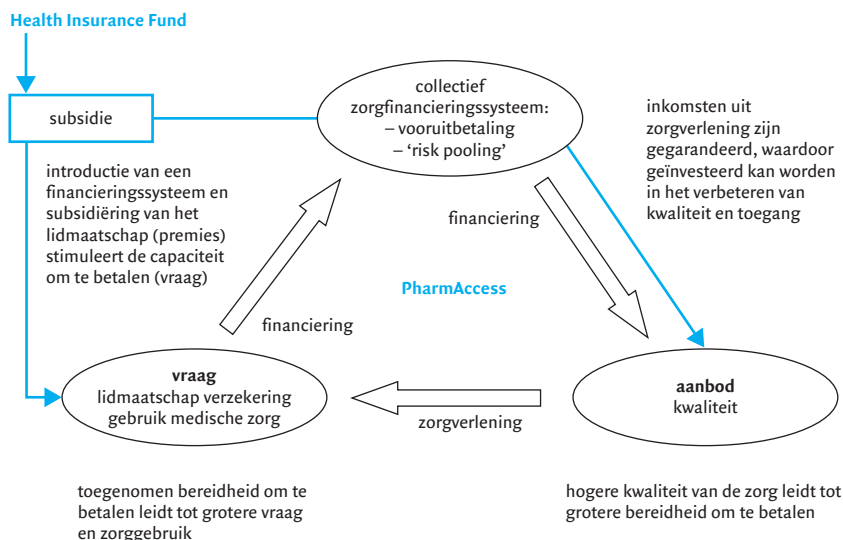 Health Insurance Fund
subsidie
collectief
zorgfinancieringssysteem:
– vooruitbetaling
– ‘risk pooling’
inkomsten uit
zorgverlening zijn
gegarandeerd, waardoor
geïnvesteerd kan worden
in het verbeteren van
kwaliteit en toegang
introductie van een
financieringssysteem en
subsidiëring van het
lidmaatschap (premies)
stimuleert de capaciteit
om te betalen (vraag)
financiering
PharmAccess
financiering
vraag
lidmaatschap verzekering
gebruik medische zorg
zorgverlening
aanbod
kwaliteit
toegenomen bereidheid om te
betalen leidt tot grotere vraag
en zorggebruik
hogere kwaliteit van de zorg leidt tot
grotere bereidheid om te betalen